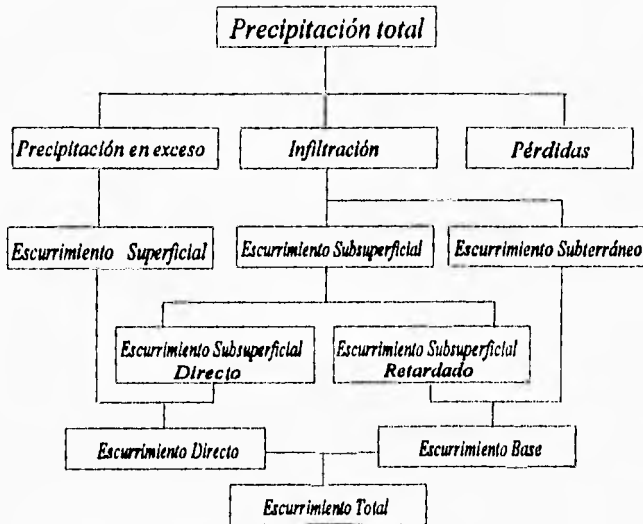 Precipitación total
Precipitación en exceso
Infiltración
Pérdidas
Escurrimiento Superficial
Escurrimiento Subsuperficial
Escurrimiento Subterráneo
Escurrimiento Subsuperficial
Directo
Escurrimiento Subsuperficial
Retardado
Escurrimiento Directo
Escurrimiento Base
Escurrimiento Total